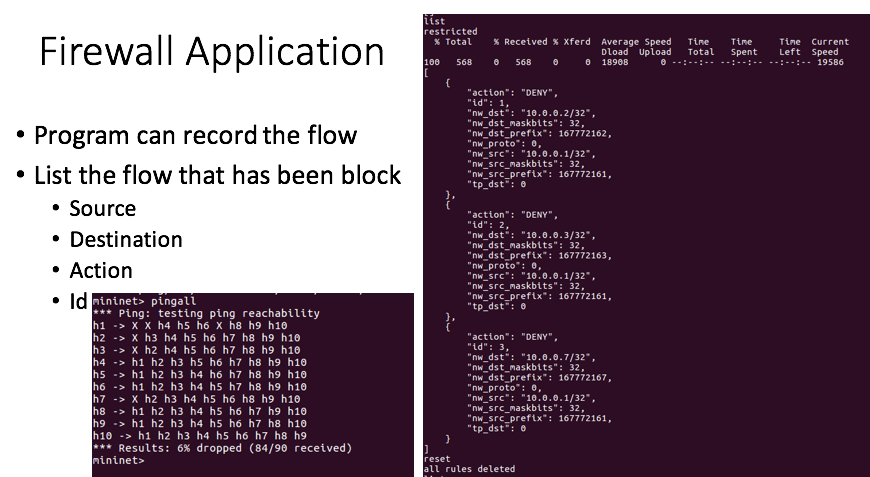 Firewall Application
• Program can record the flow
• List the flow that has been block
• Source
• Destination
• Action
• Id
mininet> pingall
*** Ping: testing ping reachability
h1 -> X X h4 h5 h6 X h8 h9 h10
h2 -> X h3 h4 h5 h6 h7 h8 h9 h10
h3 -> X h2 h4 h5 h6 h7 h8 h9 h10
h4 -> h1 h2 h3 h5 h6 h7 h8 h9 h10
h5 -> h1 h2 h3 h4 h6 h7 h8 h9 h10
h6 -> h1 h2 h3 h4 h5 h7 h8 h9 h10
h7 -> X h2 h3 h4 h5 h6 h8 h9 h10
h8 -> h1 h2 h3 h4 h5 h6 h7 h9 h10
h9 -> h1 h2 h3 h4 h5 h6 h7 h8 h10
h10 -> h1 h2 h3 h4 h5 h6 h7 h8 h9
*** Results: 6% dropped (84/90 received)
mininet>
list
restricted
% Total % Received % Xferd Average Speed Time Time Time Current
Dload Upload Total Spent Left Speed
100 568 0 568 0 0 18908 0 --:--:-- --:--:-- --:--:-- 19586
[
{
"action": "DENY",
"id": 1,
"nw_dst": "10.0.0.2/32",
"nw_dst_maskbits": 32,
"nw_dst_prefix": 167772162,
"nw_proto": 0,
"nw_src": "10.0.0.1/32",
"nw_src_maskbits": 32,
"nw_src_prefix": 167772161,
"tp_dst": 0
},
{
"action": "DENY",
"id": 2,
"nw_dst": "10.0.0.3/32",
"nw_dst_maskbits": 32,
"nw_dst_prefix": 167772163,
"nw_proto": 0,
"nw_src": "10.0.0.1/32",
"nw_src_maskbits": 32,
"nw_src_prefix": 167772161,
"tp_dst": 0
},
{
"action": "DENY",
"id": 3,
"nw_dst": "10.0.0.7/32",
"nw_dst_maskbits": 32,
"nw_dst_prefix": 167772167,
"nw_proto": 0,
"nw_src": "10.0.0.1/32",
"nw_src_maskbits": 32,
"nw_src_prefix": 167772161,
"tp_dst": 0
}
]
reset
all rules deleted